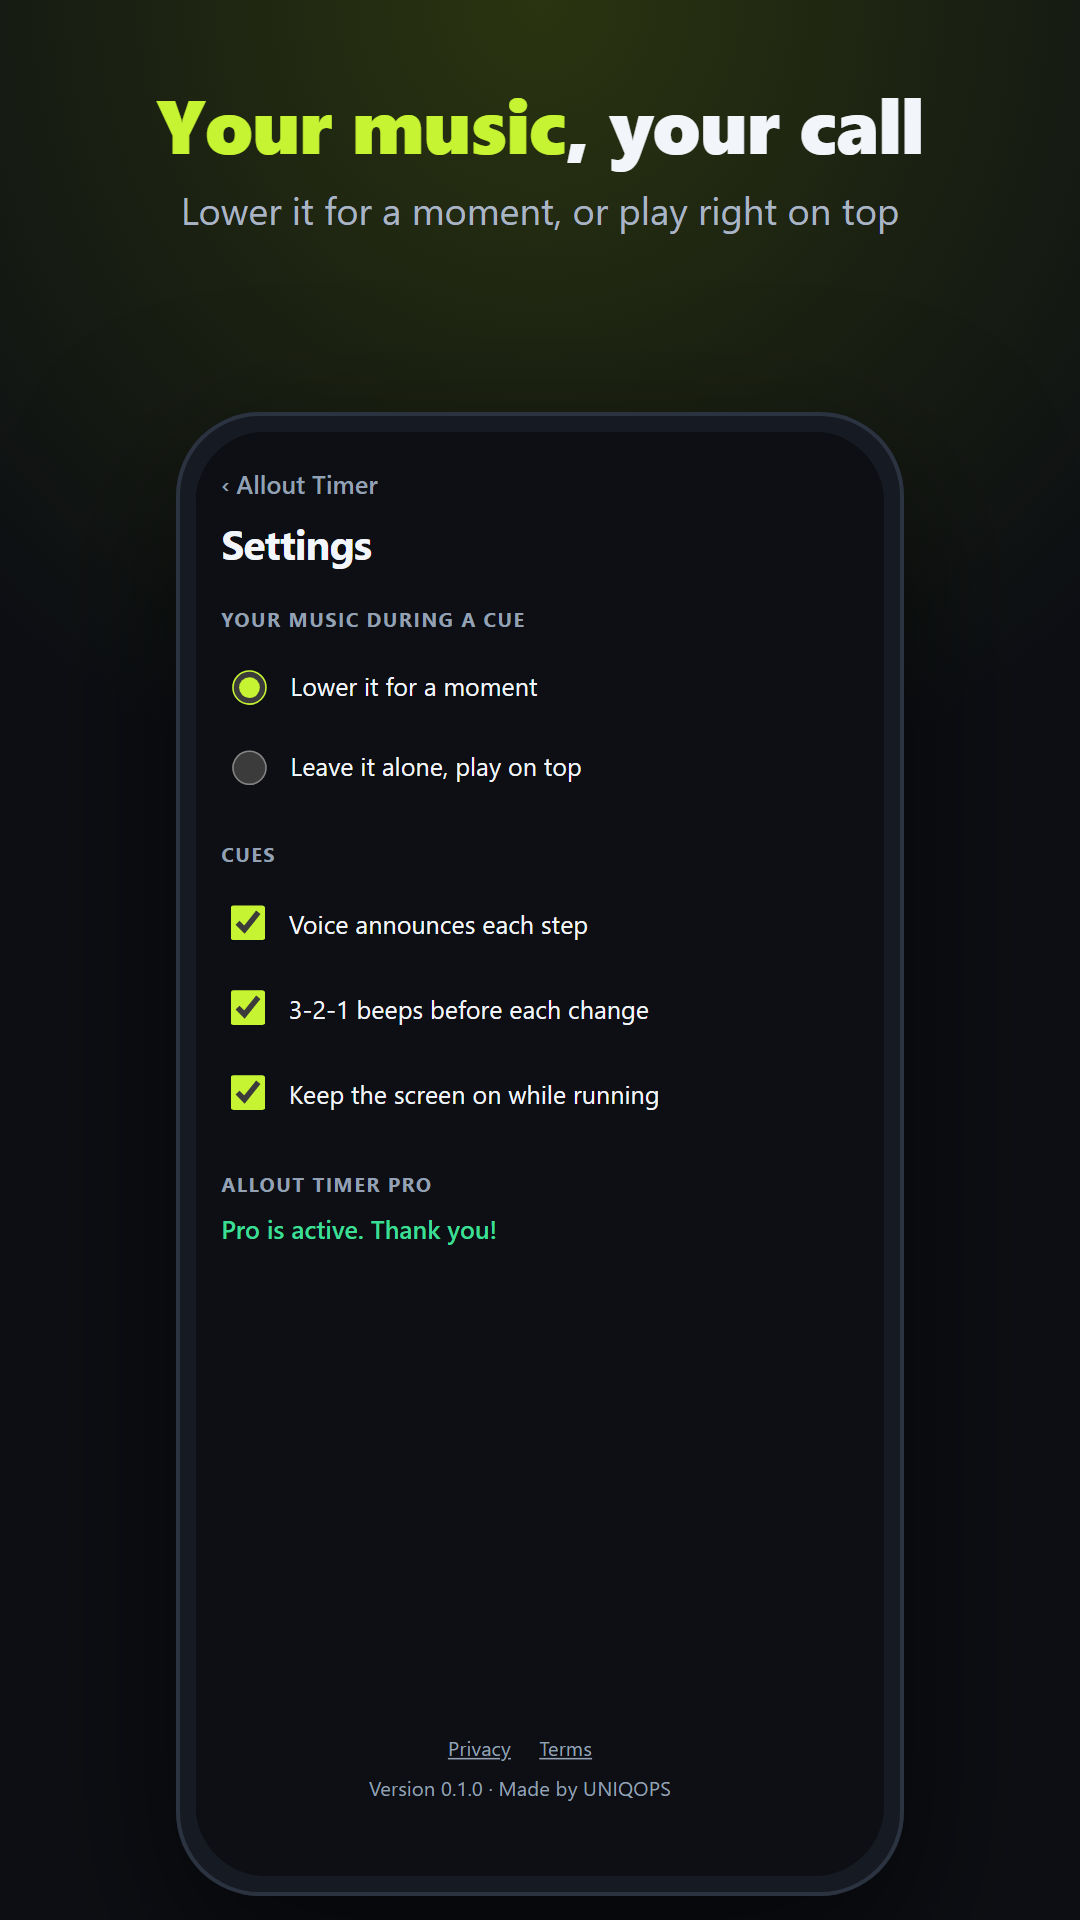 Your music, your call
Lower it for a moment, or play right on top
‹ Allout Timer
Settings
YOUR MUSIC DURING A CUE
Lower it for a moment
Leave it alone, play on top
CUES
Voice announces each step
3-2-1 beeps before each change
Keep the screen on while running
ALLOUT TIMER PRO
Pro is active. Thank you!
Privacy Terms
Version 0.1.0 · Made by UNIQOPS